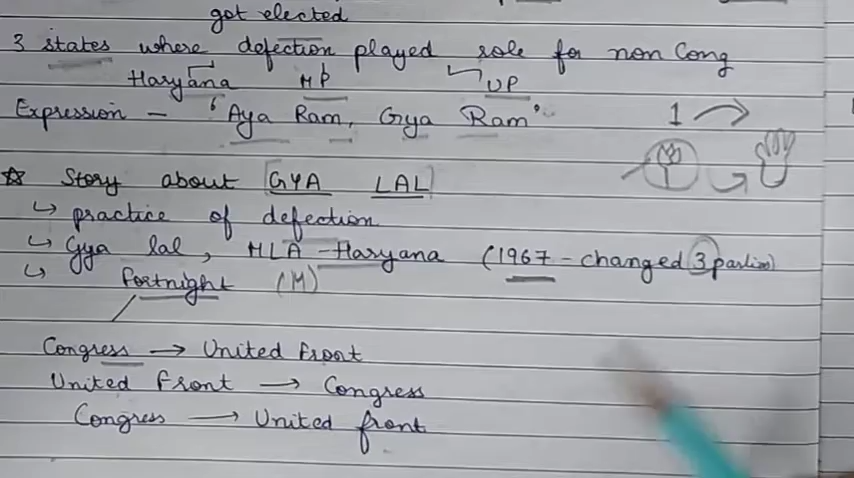 got elected
3 states where defection played role for non Cong
Haryana MP UP
Expression - 'Aya Ram, Gya Ram'
1
☆ Story about [GYA LAL]
↳ practice of defection
↳ Gya lal, MLA - Haryana (1967 - changed 3 parties)
↳ fortnight (M)
Congress → United Front
United Front → Congress
Congress → United front